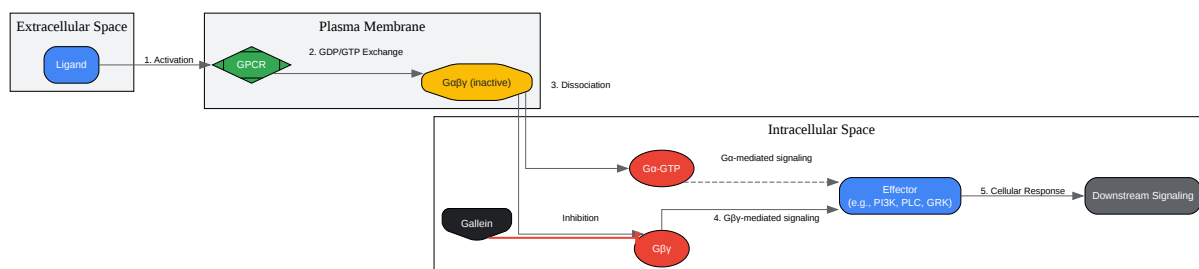 Extracellular Space
Plasma Membrane
Ligand
1. Activation
GPCR
2. GDP/GTP Exchange
Gαβγ (inactive)
3. Dissociation
Intracellular Space
Gα-GTP
Gα-mediated signaling
Effector
(e.g., PI3K, PLC, GRK)
5. Cellular Response
Downstream Signaling
Gallein
Inhibition
Gβγ
4. Gβγ-mediated signaling